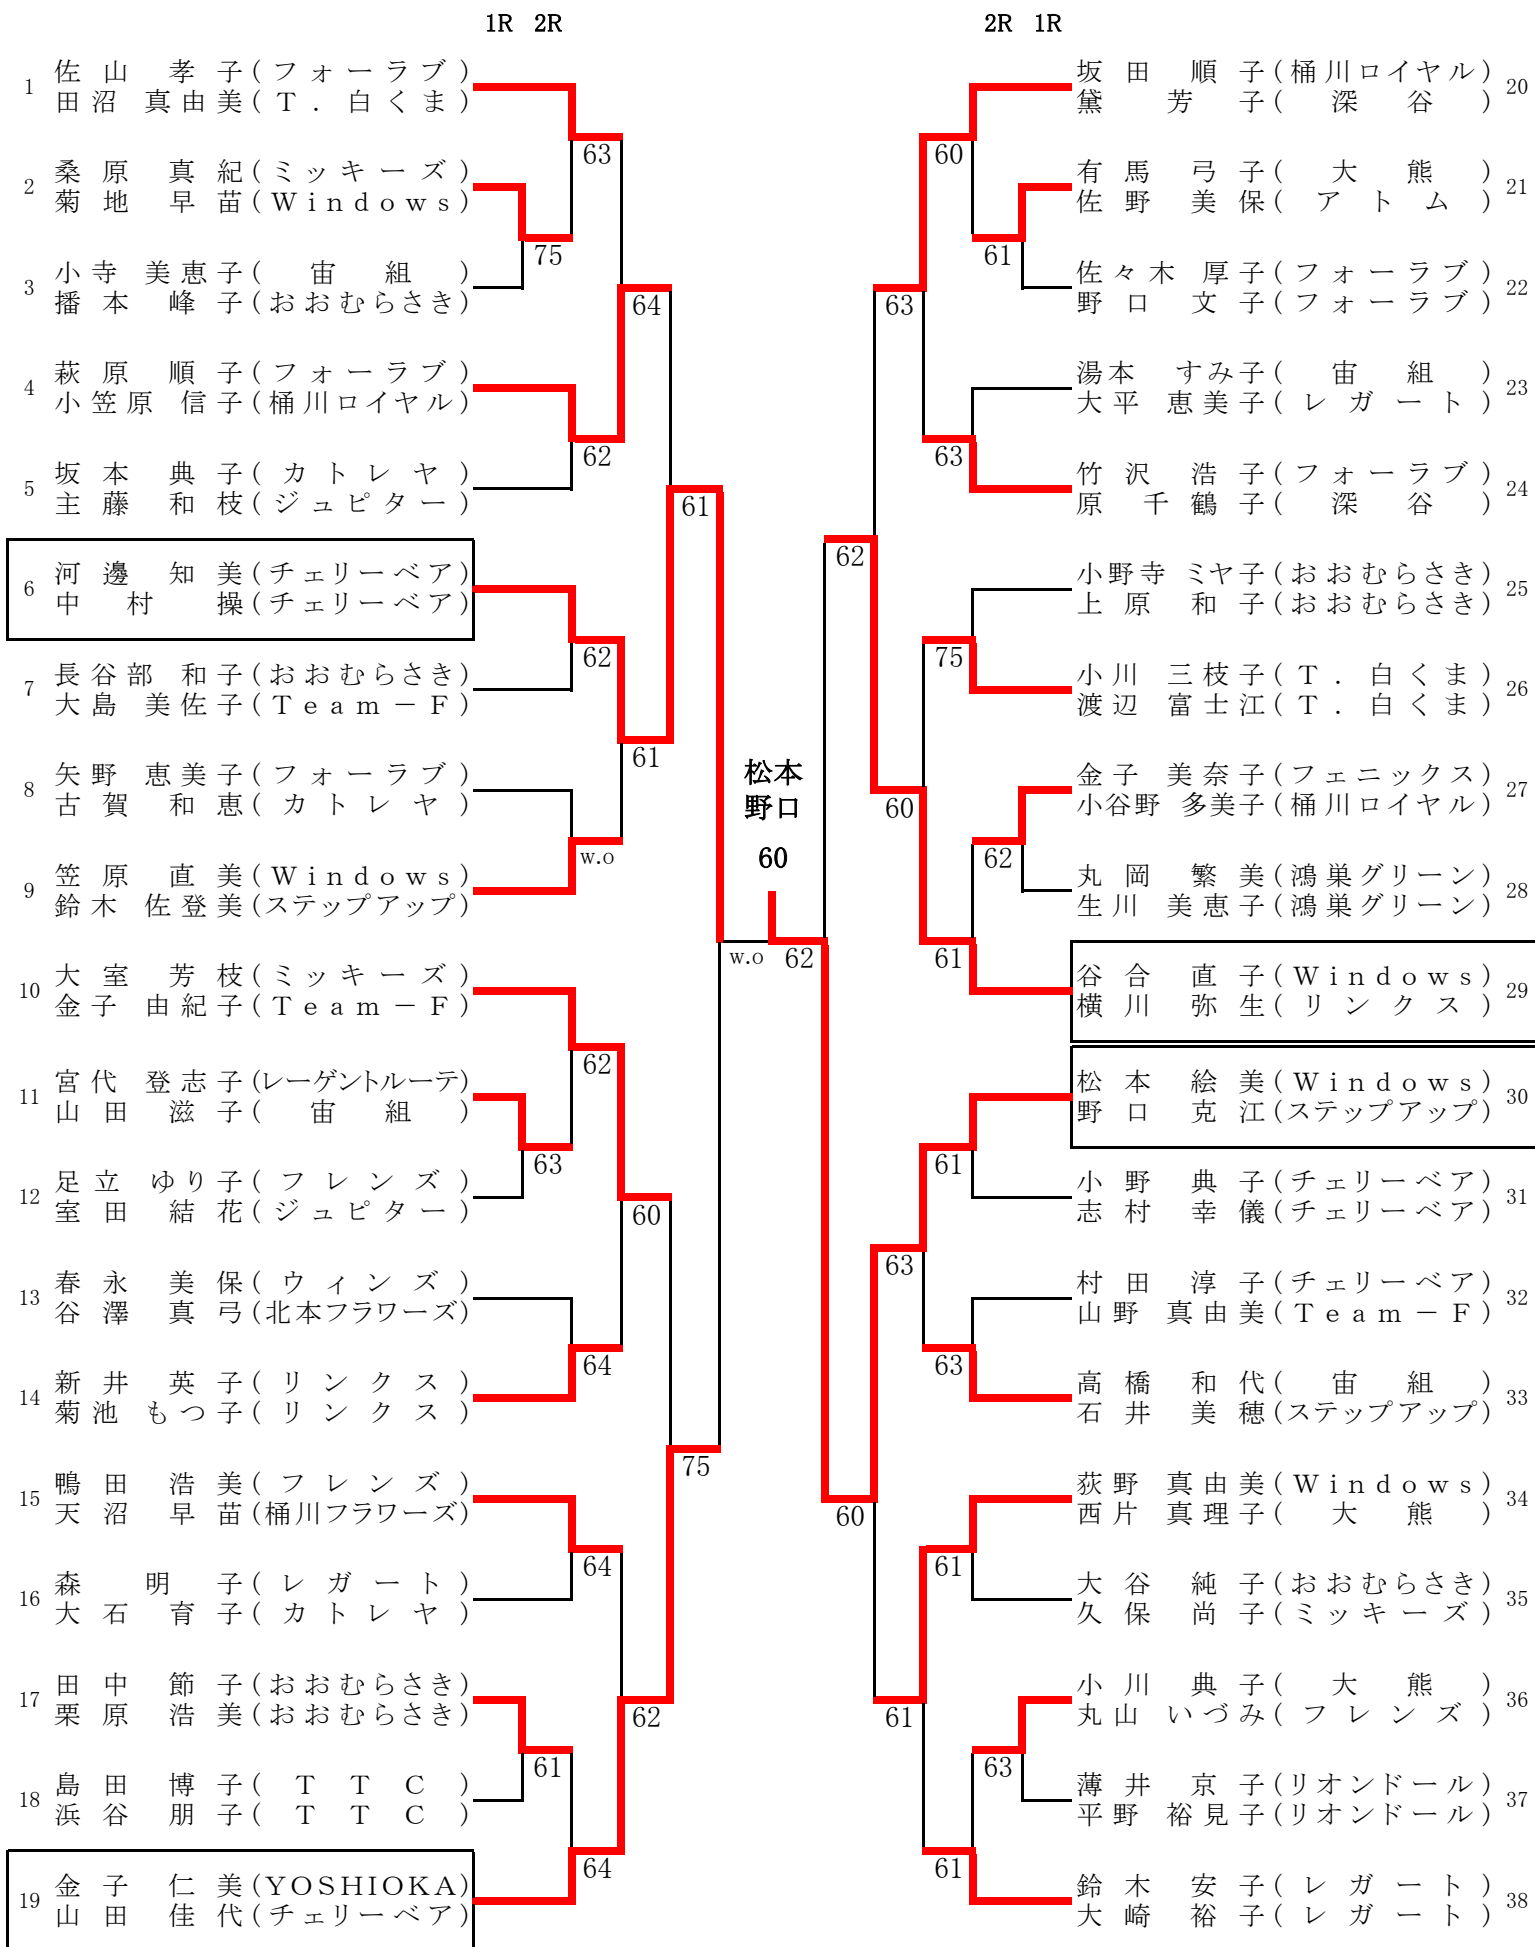 1R 2R
1 佐山 孝子(フォーラブ)
田沼 真由美(T.白くま)
63
2 桑原 真紀(ミッキーズ)
菊地 早苗(Windows)
75
3 小寺 美恵子(宙組)
播本 峰子(おおむらさき)
64
4 萩原 順子(フォーラブ)
小笠原 信子(桶川ロイヤル)
62
5 坂本 典子(カトレヤ)
主藤 和枝(ジュピター)
61
6 河邊 知美(チェリーベア)
中村 操(チェリーベア)
62
7 長谷部 和子(おおむらさき)
大島 美佐子(Team－F)
61
8 矢野 恵美子(フォーラブ)
古賀 和恵(カトレヤ)
w.o
9 笠原 直美(Windows)
鈴木 佐登美(ステップアップ)
10 大室 芳枝(ミッキーズ)
金子 由紀子(Team－F)
62
11 宮代 登志子(レーゲントルーテ)
山田 滋子(宙組)
63
12 足立 ゆり子(フレンズ)
室田 結花(ジュピター)
60
13 春永 美保(ウィンズ)
谷澤 真弓(北本フラワーズ)
64
14 新井 英子(リンクス)
菊池 もつ子(リンクス)
75
15 鴨田 浩美(フレンズ)
天沼 早苗(桶川フラワーズ)
64
16 森 明子(レガート)
大石 育子(カトレヤ)
17 田中 節子(おおむらさき)
栗原 浩美(おおむらさき)
62
61
18 島田 博子(TTC)
浜谷 朋子(TTC)
64
19 金子 仁美(YOSHIOKA)
山田 佳代(チェリーベア)
松本
野口
60
w.o 62
2R 1R
坂田 順子(桶川ロイヤル) 20
黛 芳子(深谷)
60
有馬 弓子(大熊) 21
佐野 美保(アトム)
61
佐々木 厚子(フォーラブ) 22
野口 文子(フォーラブ)
63
湯本 すみ子(宙組) 23
大平 恵美子(レガート)
63
竹沢 浩子(フォーラブ) 24
原 千鶴子(深谷)
62
小野寺 ミヤ子(おおむらさき) 25
上原 和子(おおむらさき)
75
小川 三枝子(T.白くま) 26
渡辺 富士江(T.白くま)
金子 美奈子(フェニックス) 27
小谷野 多美子(桶川ロイヤル)
60
62
丸岡 繁美(鴻巣グリーン) 28
生川 美恵子(鴻巣グリーン)
61
谷合 直子(Windows) 29
横川 弥生(リンクス)
松本 絵美(Windows) 30
野口 克江(ステップアップ)
61
小野 典子(チェリーベア) 31
志村 幸儀(チェリーベア)
63
村田 淳子(チェリーベア) 32
山野 真由美(Team－F)
63
高橋 和代(宙組) 33
石井 美穂(ステップアップ)
荻野 真由美(Windows) 34
西片 真理子(大熊)
60
61
大谷 純子(おおむらさき) 35
久保 尚子(ミッキーズ)
小川 典子(大熊) 36
丸山 いづみ(フレンズ)
61
63
薄井 京子(リオンドール) 37
平野 裕見子(リオンドール)
61
鈴木 安子(レガート) 38
大崎 裕子(レガート)